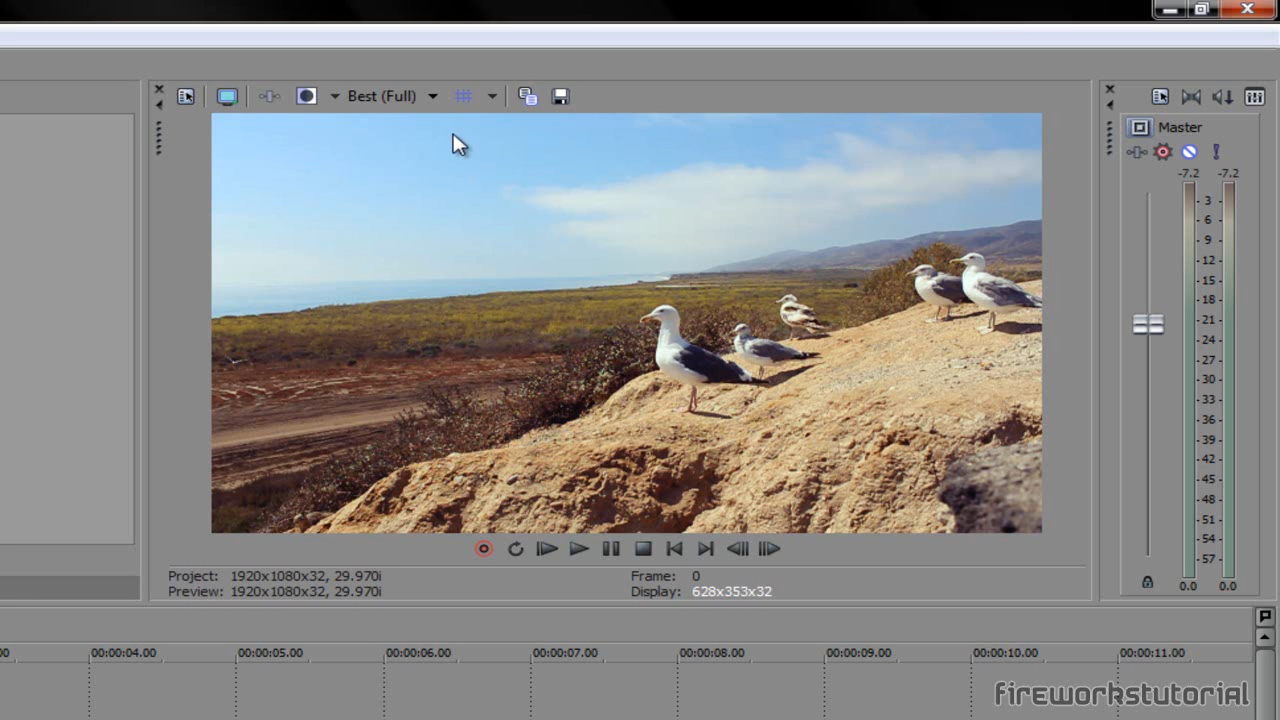 Best (Full)
Master
-7.2 -7.2
3
6
9
12
15
18
21
24
27
30
33
36
39
42
45
48
51
54
57
0.0 0.0
Project: 1920x1080x32, 29.970i
Preview: 1920x1080x32, 29.970i
Frame: 0
Display: 628x353x32
00 00:00:04.00 00:00:05.00 00:00:06.00 00:00:07.00 00:00:08.00 00:00:09.00 00:00:10.00 00:00:11.00
fireworkstutorial